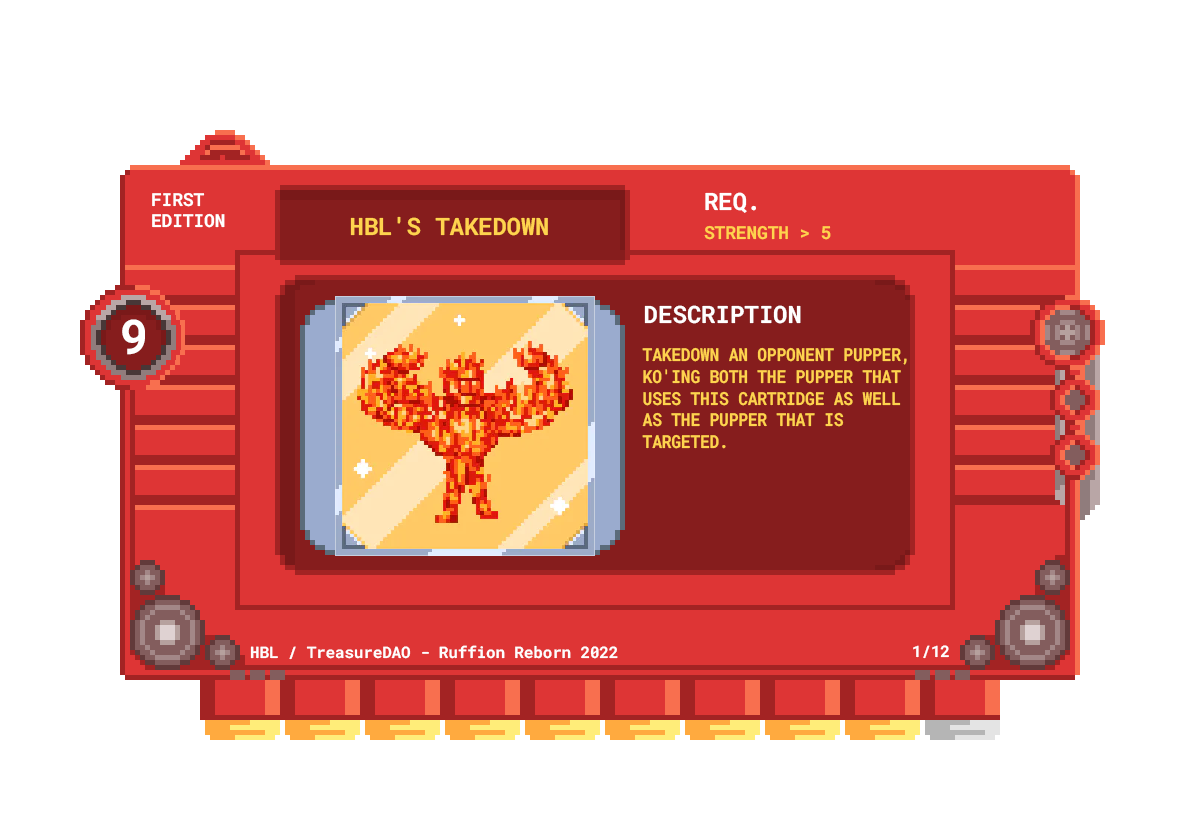 FIRST
EDITION
HBL'S TAKEDOWN
REQ.
STRENGTH > 5
9
DESCRIPTION
TAKEDOWN AN OPPONENT PUPPER,
KO'ING BOTH THE PUPPER THAT
USES THIS CARTRIDGE AS WELL
AS THE PUPPER THAT IS
TARGETED.
HBL / TreasureDAO - Ruffion Reborn 2022
1/12